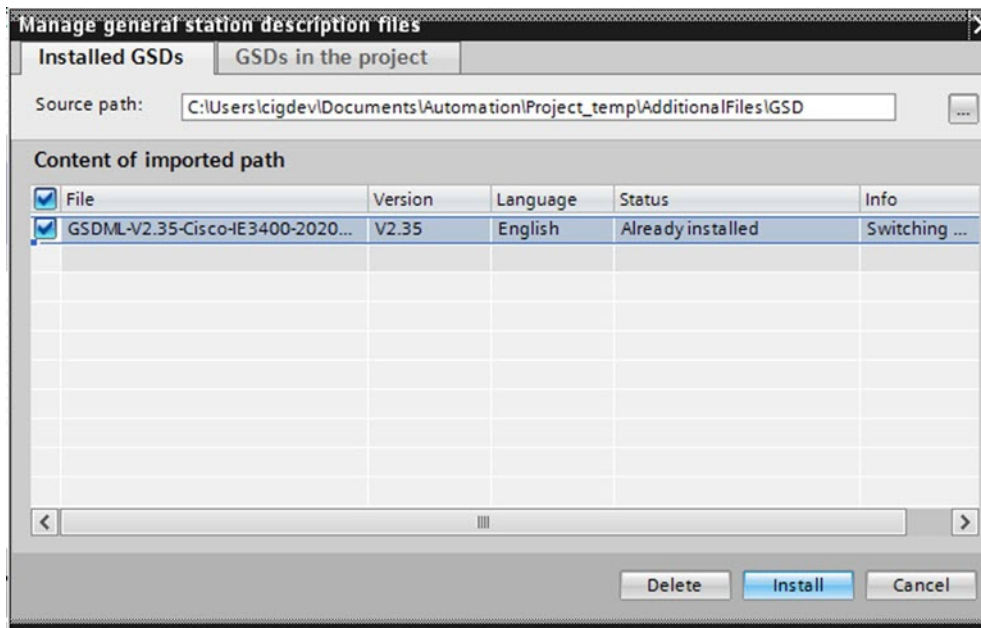 Manage general station description files
Installed GSDs
GSDs in the project
Source path: C:\Users\cigdev\Documents\Automation\Project_temp\AdditionalFiles\GSD ...
Content of imported path
File Version Language Status Info
GSDML-V2.35-Cisco-IE3400-2020... V2.35 English Already installed Switching ...
Delete Install Cancel